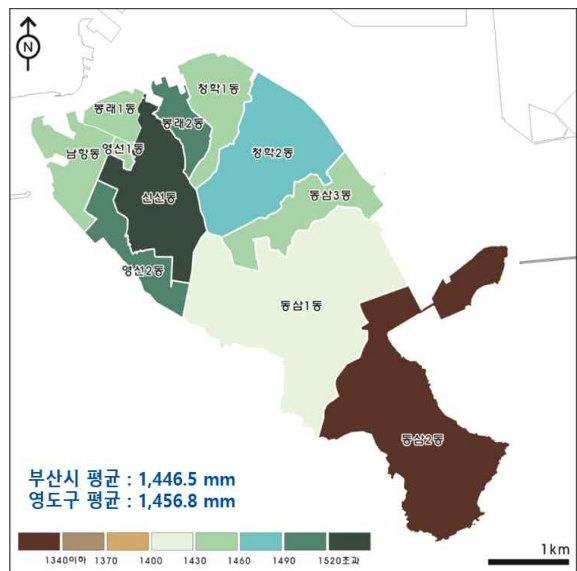 N
청학1동
봉래1동
봉래2동
영선1동
남항동
청학2동
신선동
동삼3동
영선2동
동삼1동
동삼2동
부산시 평균 : 1,446.5 mm
영도구 평균 : 1,456.8 mm
1340이하 1370 1400 1430 1460 1490 1520초과
1km